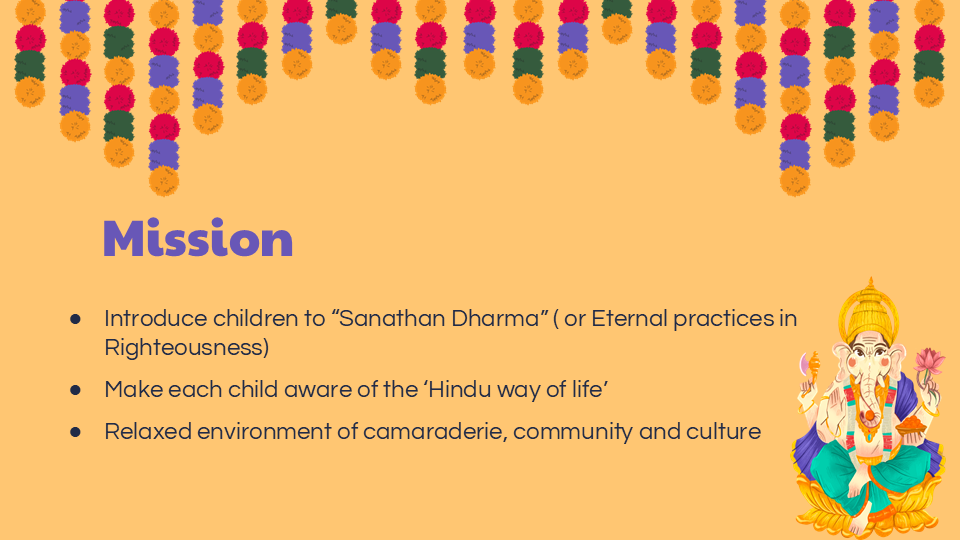 Mission
● Introduce children to “Sanathan Dharma” ( or Eternal practices in
Righteousness)
● Make each child aware of the ‘Hindu way of life’
● Relaxed environment of camaraderie, community and culture